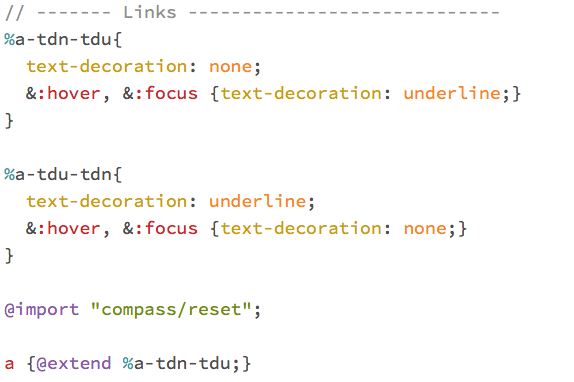 // ------- Links -----------------------------
%a-tdn-tdu{
  text-decoration: none;
  &:hover, &:focus {text-decoration: underline;}
}

%a-tdu-tdn{
  text-decoration: underline;
  &:hover, &:focus {text-decoration: none;}
}

@import "compass/reset";

a {@extend %a-tdn-tdu;}